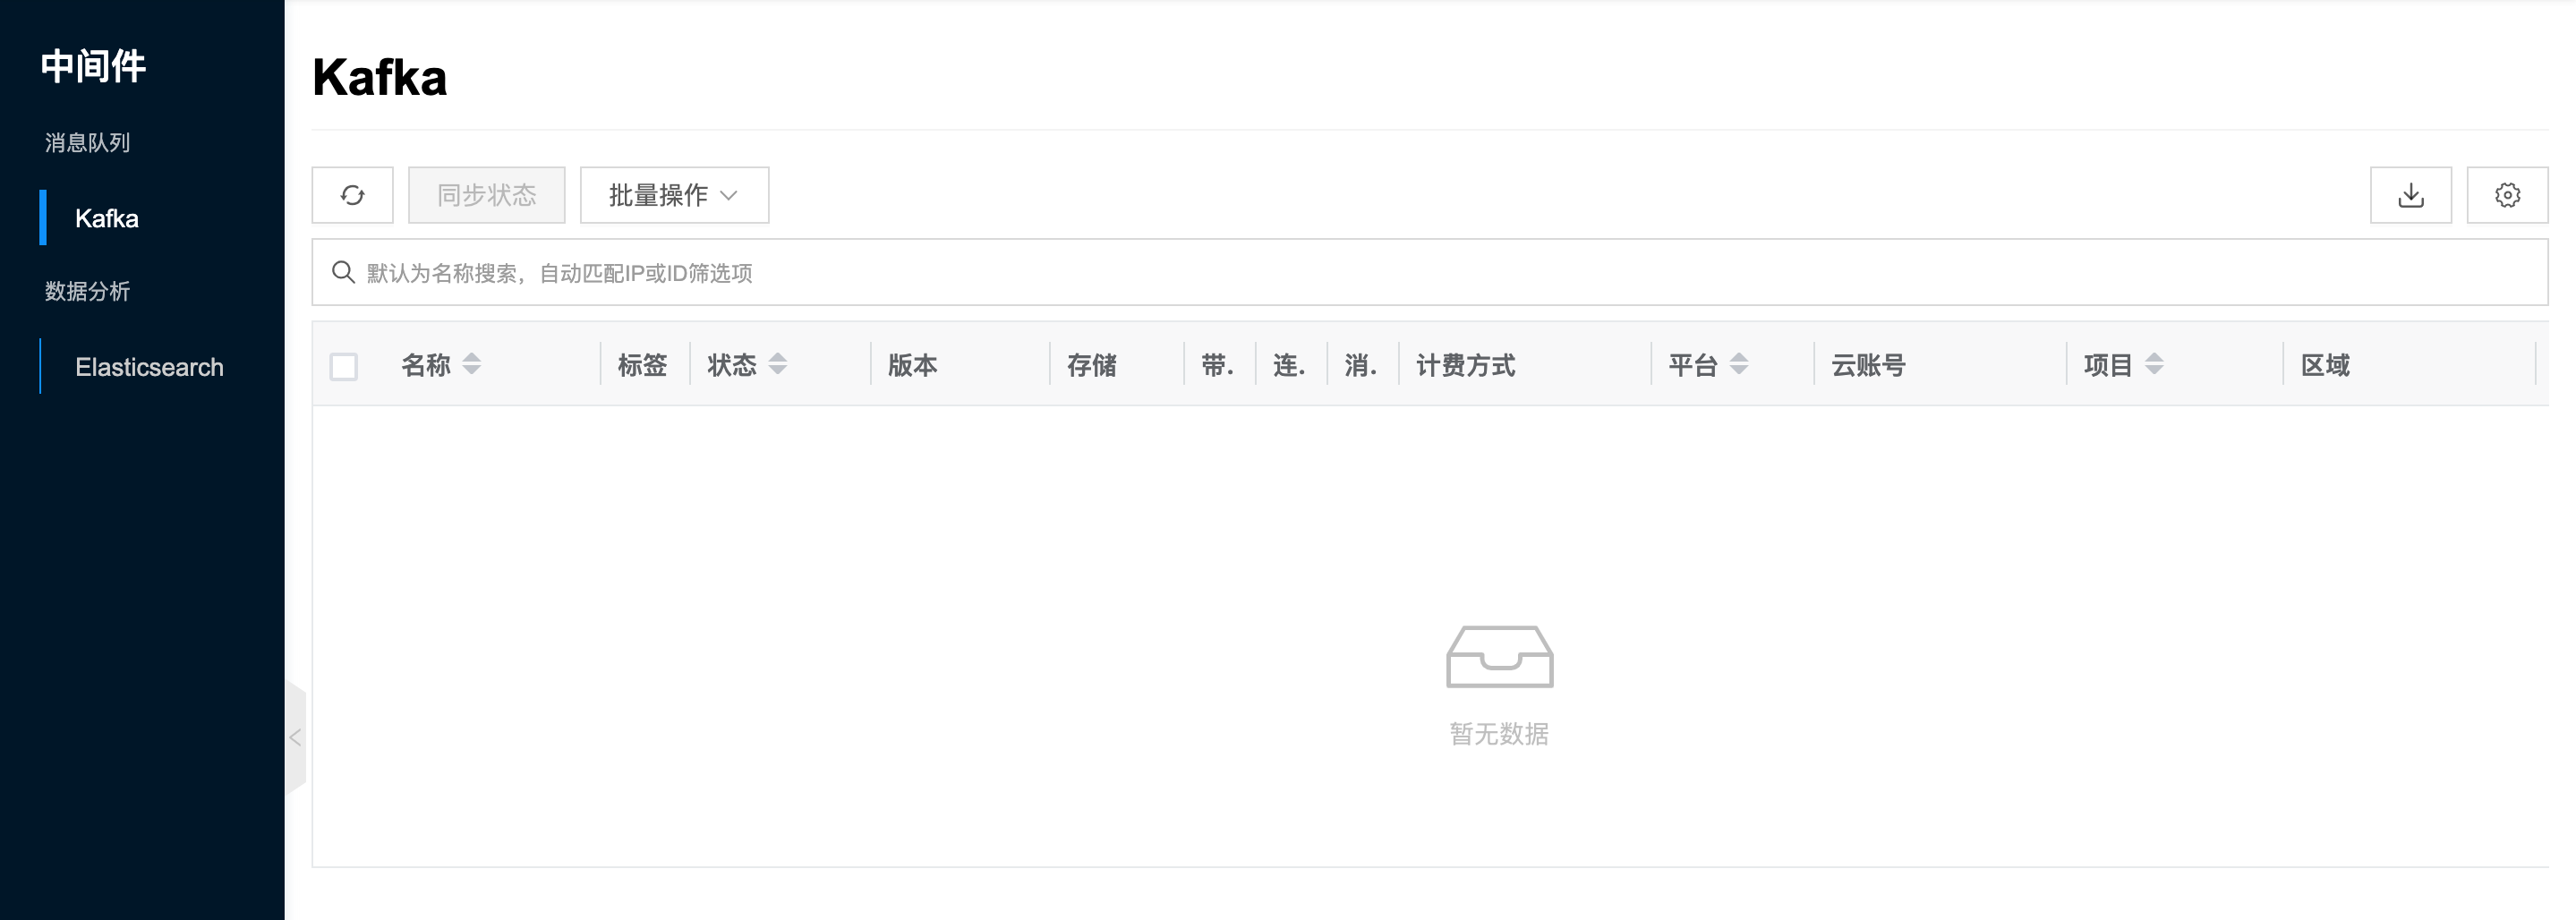 中间件
消息队列
Kafka
数据分析
Elasticsearch
Kafka
同步状态 批量操作
默认为名称搜索，自动匹配IP或ID筛选项
名称 标签 状态 版本 存储 带. 连. 消. 计费方式 平台 云账号 项目 区域
暂无数据